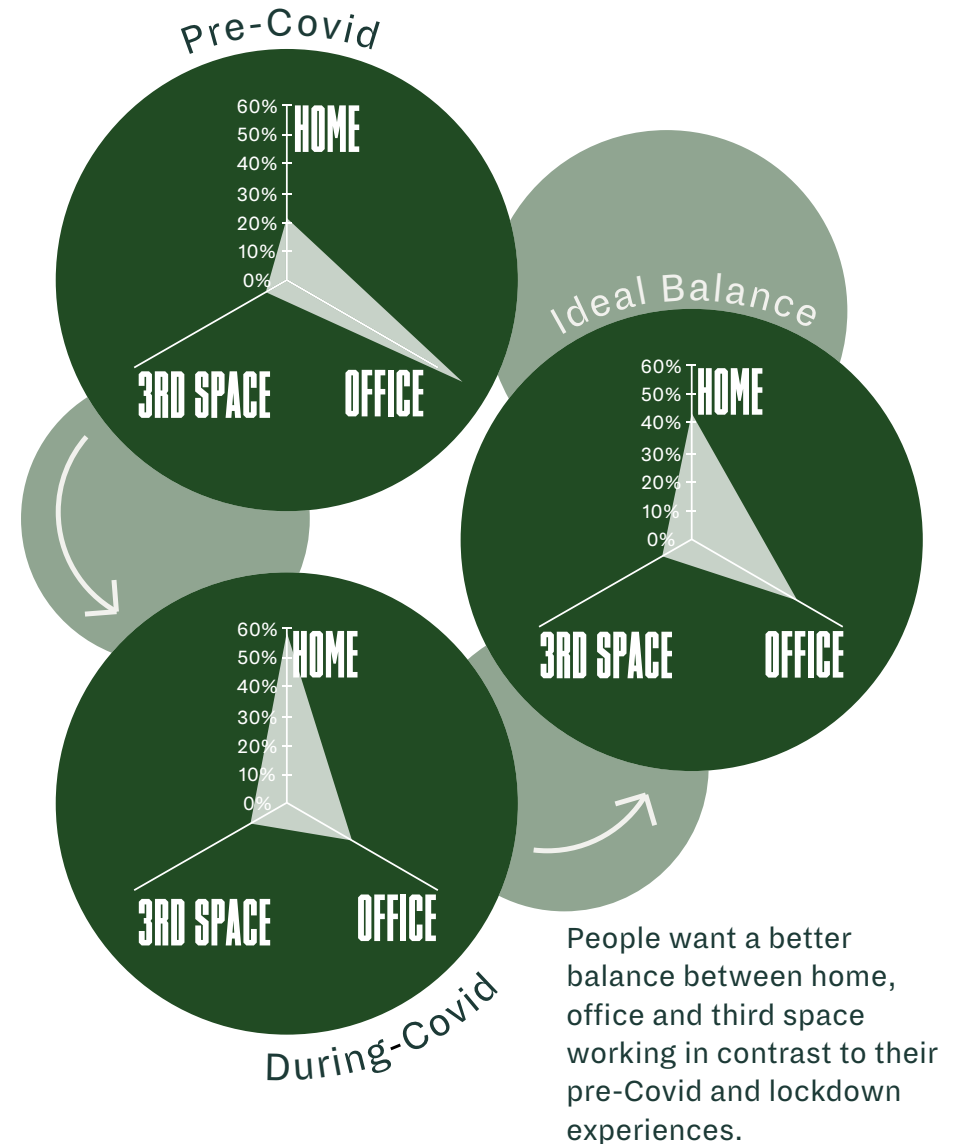 Pre-Covid
60%
50%
40%
30%
20%
10%
0%
HOME
3RD SPACE
OFFICE
Ideal Balance
60%
50%
40%
30%
20%
10%
0%
HOME
3RD SPACE
OFFICE
60%
50%
40%
30%
20%
10%
0%
HOME
3RD SPACE
OFFICE
During-Covid
People want a better
balance between home,
office and third space
working in contrast to their
pre-Covid and lockdown
experiences.